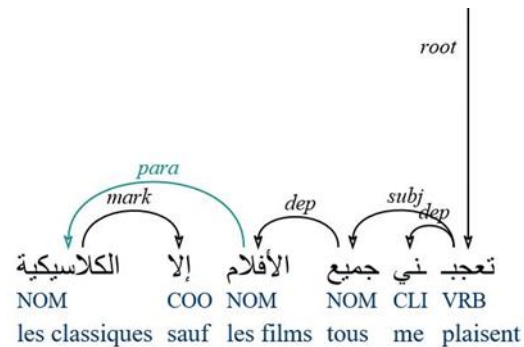 root
para
mark
dep
subj
dep
تعجبـ ـني جميع الأفلام إلا الكلاسيكية
NOM COO NOM NOM CLI VRB
les classiques sauf les films tous me plaisent